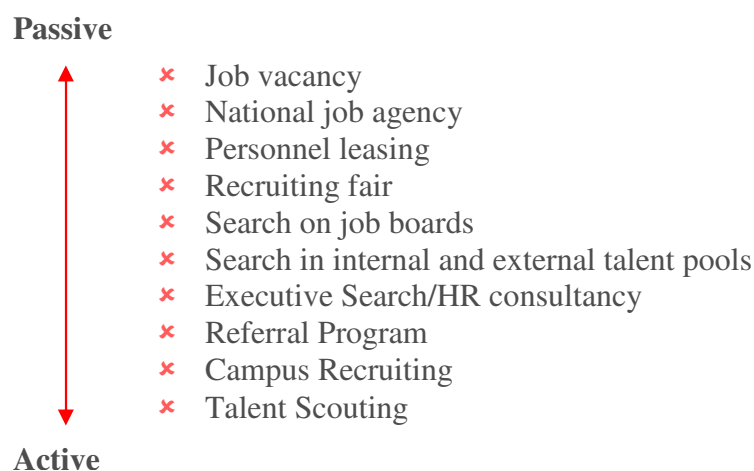 Passive
× Job vacancy
× National job agency
× Personnel leasing
× Recruiting fair
× Search on job boards
× Search in internal and external talent pools
× Executive Search/HR consultancy
× Referral Program
× Campus Recruiting
× Talent Scouting
Active